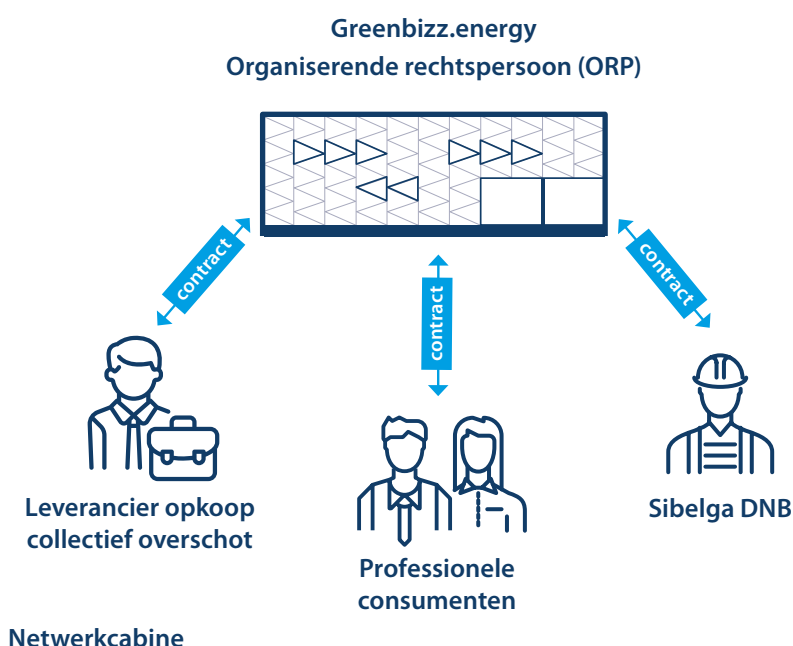 Greenbizz.energy
Organiserende rechtspersoon (ORP)
contract
contract
contract
Leverancier opkoop
collectief overschot
Professionele
consumenten
Sibelga DNB
Netwerkcabine